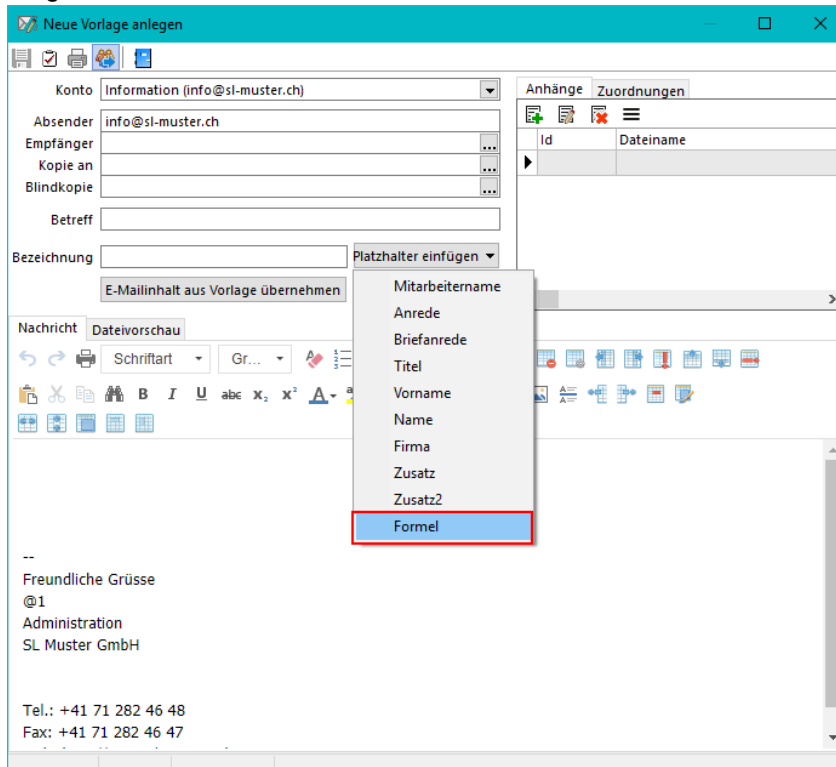 Neue Vorlage anlegen
Konto Information (info@sl-muster.ch)
Absender info@sl-muster.ch
Empfänger ...
Kopie an ...
Blindkopie ...
Betreff
Bezeichnung Platzhalter einfügen
E-Mailinhalt aus Vorlage übernehmen
Anhänge Zuordnungen
Id Dateiname
Mitarbeitername
Anrede
Briefanrede
Titel
Vorname
Name
Firma
Zusatz
Zusatz2
Formel
Nachricht Dateivorschau
Schriftart Gr...
B I U abc X₂ X² A
--
Freundliche Grüsse
@1
Administration
SL Muster GmbH
Tel.: +41 71 282 46 48
Fax: +41 71 282 46 47